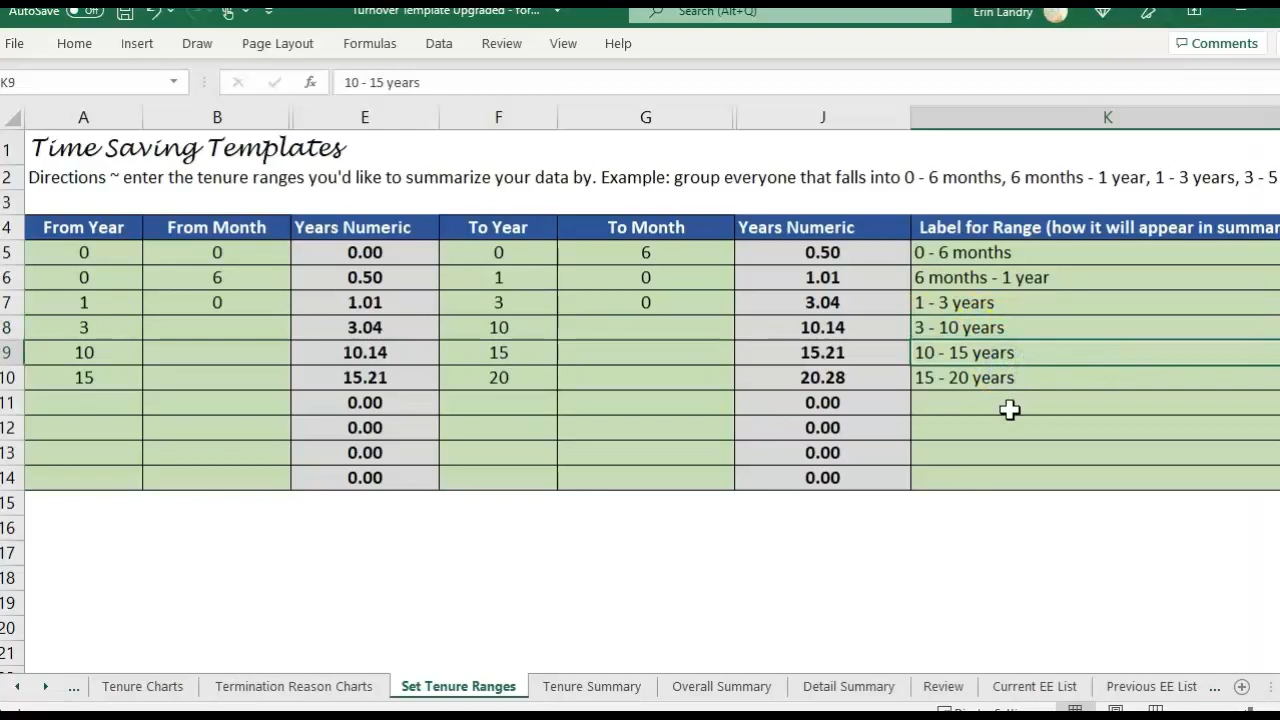 AutoSave Off Turnover Template Upgraded - for... Search (Alt+Q) Erin Landry
File Home Insert Draw Page Layout Formulas Data Review View Help Comments
K9 fx 10 - 15 years
A B E F G J K
1 Time Saving Templates
2 Directions ~ enter the tenure ranges you'd like to summarize your data by. Example: group everyone that falls into 0 - 6 months, 6 months - 1 year, 1 - 3 years, 3 - 5
3
4 From Year From Month Years Numeric To Year To Month Years Numeric Label for Range (how it will appear in summar
5 0 0 0.00 0 6 0.50 0 - 6 months
6 0 6 0.50 1 0 1.01 6 months - 1 year
7 1 0 1.01 3 0 3.04 1 - 3 years
8 3 3.04 10 10.14 3 - 10 years
9 10 10.14 15 15.21 10 - 15 years
10 15 15.21 20 20.28 15 - 20 years
11 0.00 0.00
12 0.00 0.00
13 0.00 0.00
14 0.00 0.00
15
16
17
18
19
20
21
... Tenure Charts Termination Reason Charts Set Tenure Ranges Tenure Summary Overall Summary Detail Summary Review Current EE List Previous EE List ...